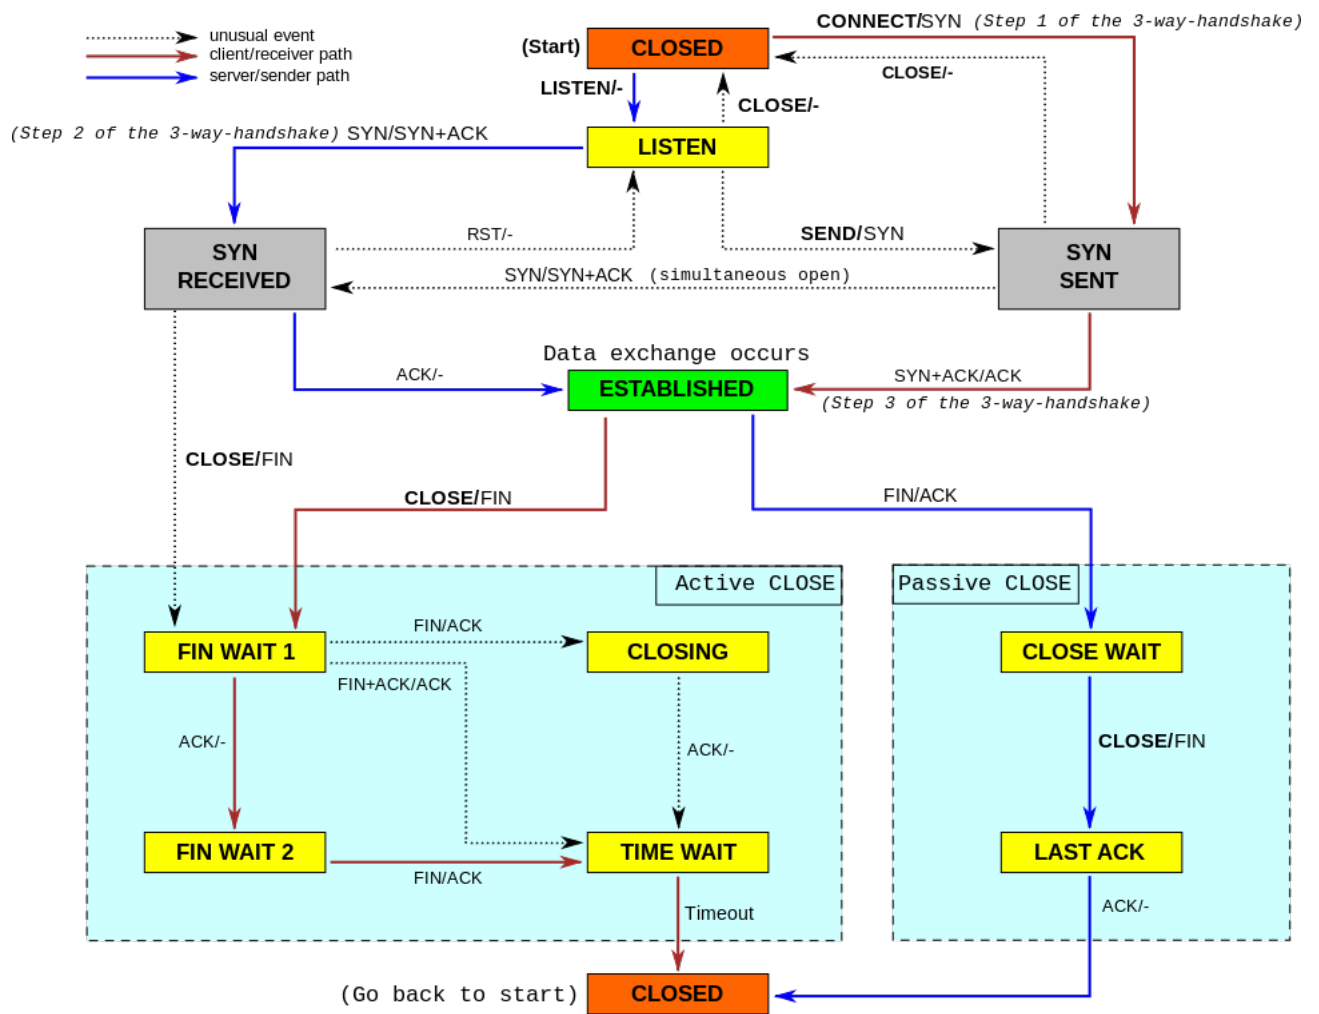 CONNECT/SYN (Step 1 of the 3-way-handshake)
unusual event
client/receiver path
server/sender path
(Start)
CLOSED
CLOSE/-
LISTEN/-
CLOSE/-
(Step 2 of the 3-way-handshake) SYN/SYN+ACK
LISTEN
RST/-
SEND/SYN
SYN
RECEIVED
SYN
SENT
SYN/SYN+ACK (simultaneous open)
Data exchange occurs
ACK/-
ESTABLISHED
SYN+ACK/ACK
(Step 3 of the 3-way-handshake)
CLOSE/FIN
CLOSE/FIN
FIN/ACK
Active CLOSE
Passive CLOSE
FIN WAIT 1
FIN/ACK
CLOSING
CLOSE WAIT
FIN+ACK/ACK
ACK/-
ACK/-
CLOSE/FIN
FIN WAIT 2
TIME WAIT
LAST ACK
FIN/ACK
Timeout
ACK/-
(Go back to start)
CLOSED